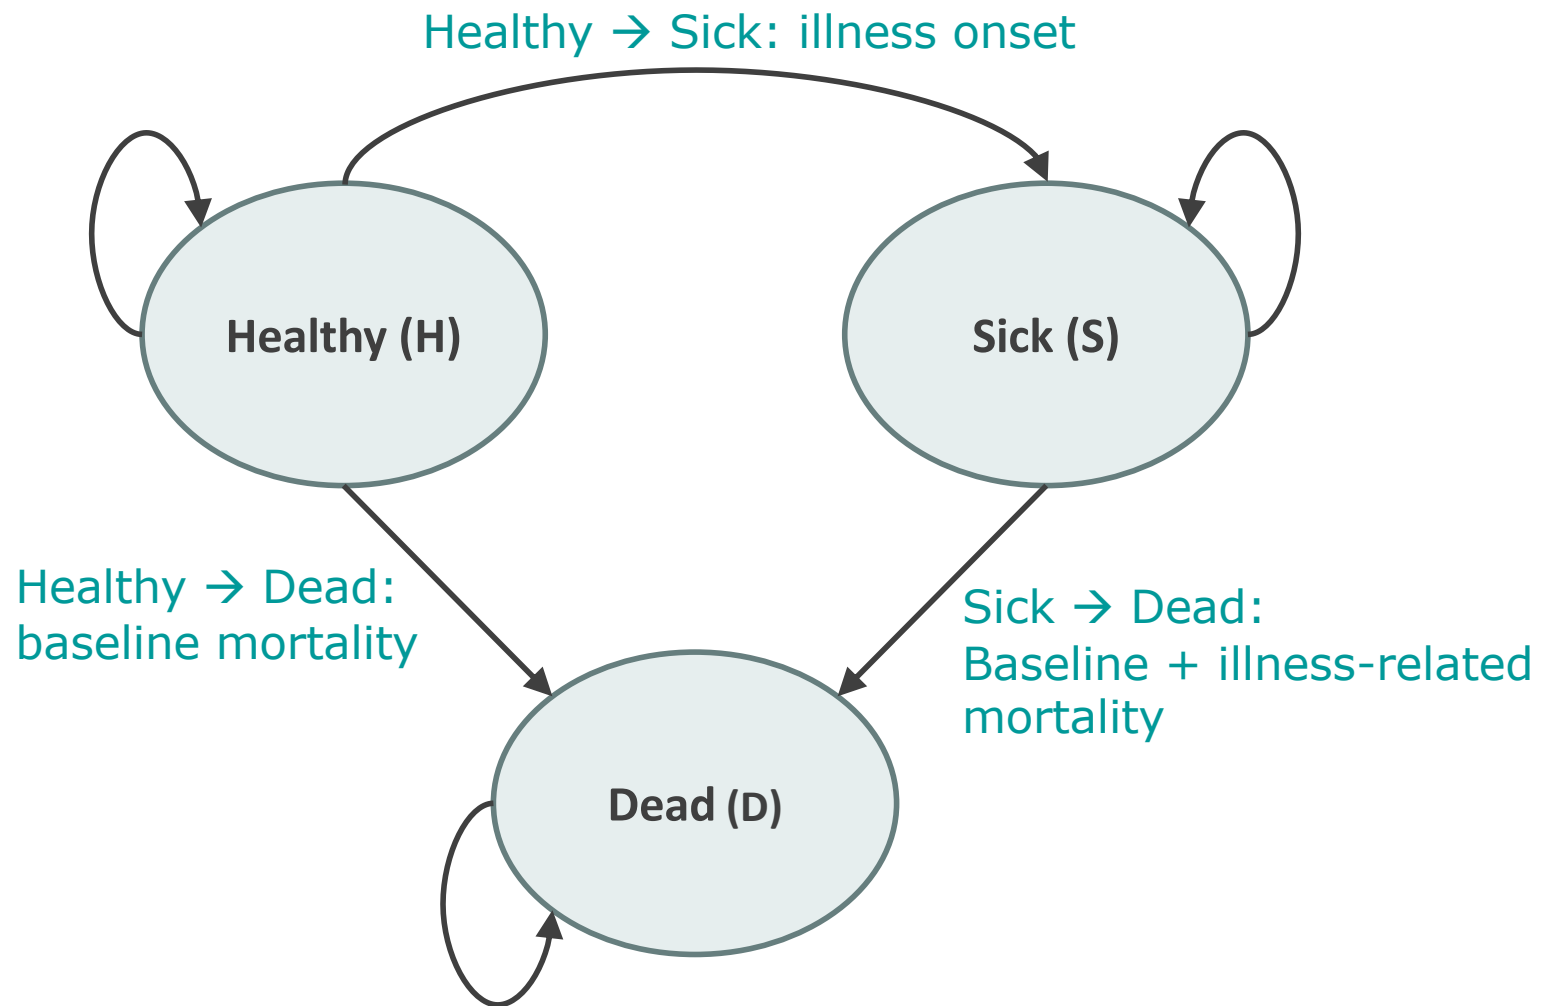 Healthy → Sick: illness onset
Healthy (H)
Sick (S)
Healthy → Dead:
baseline mortality
Sick → Dead:
Baseline + illness-related
mortality
Dead (D)